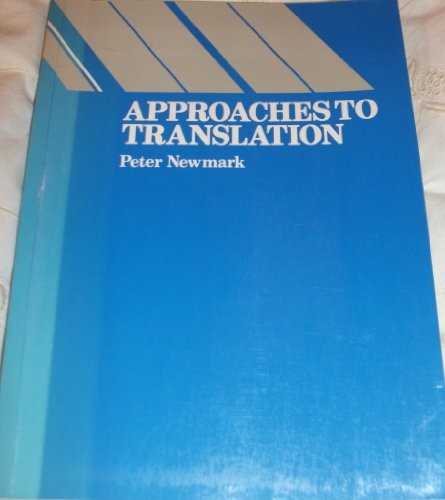 APPROACHES TO
TRANSLATION
Peter Newmark